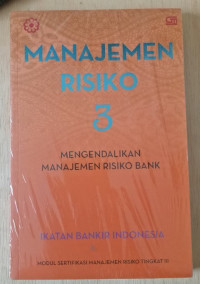 MANAJEMEN
RISIKO
3
MENGENDALIKAN
MANAJEMEN RISIKO BANK
IKATAN BANKIR INDONESIA
MODUL SERTIFIKASI MANAJEMEN RISIKO TINGKAT III